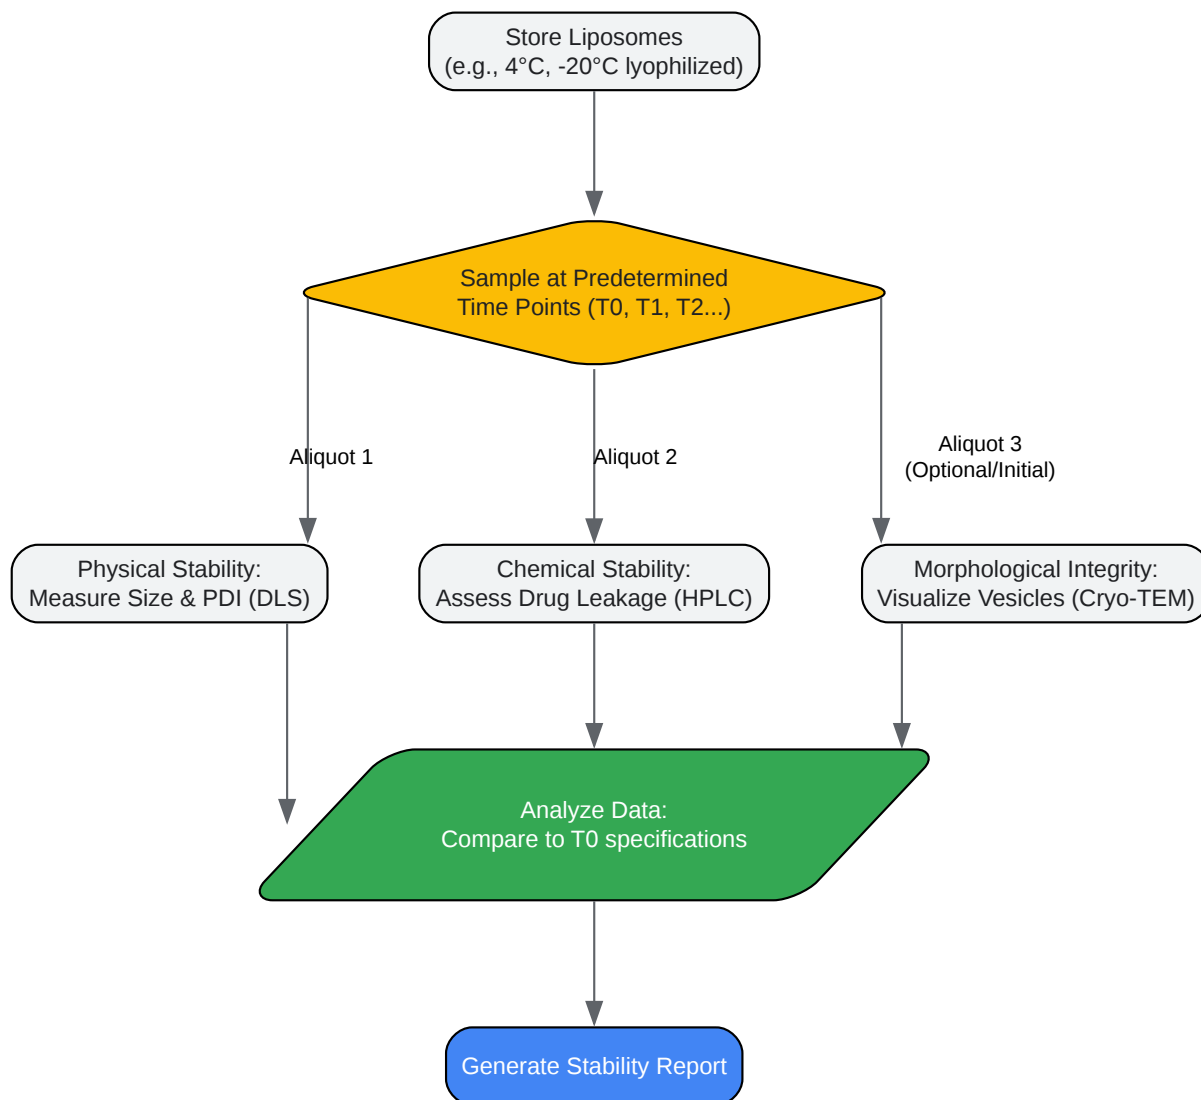 Store Liposomes
(e.g., 4°C, -20°C lyophilized)
Sample at Predetermined
Time Points (T0, T1, T2...)
Aliquot 1
Aliquot 2
Aliquot 3
(Optional/Initial)
Physical Stability:
Measure Size & PDI (DLS)
Chemical Stability:
Assess Drug Leakage (HPLC)
Morphological Integrity:
Visualize Vesicles (Cryo-TEM)
Analyze Data:
Compare to T0 specifications
Generate Stability Report